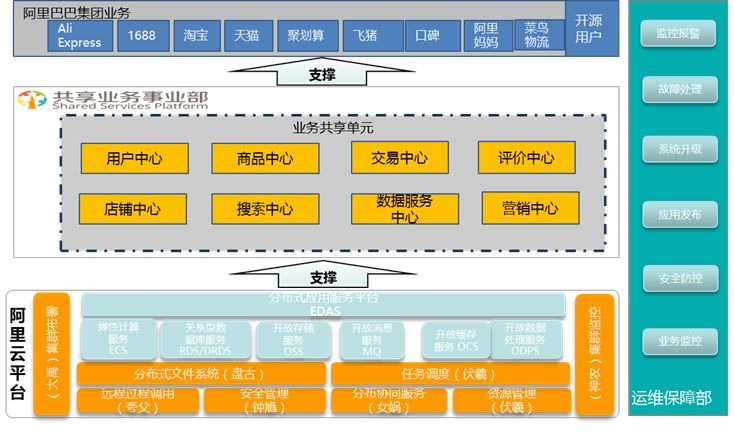 阿里巴巴集团业务
Ali
Express
1688
淘宝
天猫
聚划算
飞猪
口碑
阿里
妈妈
菜鸟
物流
开源
用户
支撑
共享业务事业部
Shared Services Platform
业务共享单元
用户中心
商品中心
交易中心
评价中心
店铺中心
搜索中心
数据服务
中心
营销中心
支撑
阿里云平台
（大禹）集群布署
分布式应用服务平台
EDAS
弹性计算
服务
ECS
关系型数
据库服务
RDS/DRDS
开放存储
服务
OSS
开放消息
服务
MQ
开放缓存
服务 OCS
开放数据
处理服务
ODPS
分布式文件系统（盘古）
任务调度（伏羲）
远程过程调用
（夸父）
安全管理
（钟馗）
分布协同服务
（女娲）
资源管理
（伏羲）
（神农）集群监控
监控报警
故障处理
系统升级
应用发布
安全防控
业务监控
运维保障部